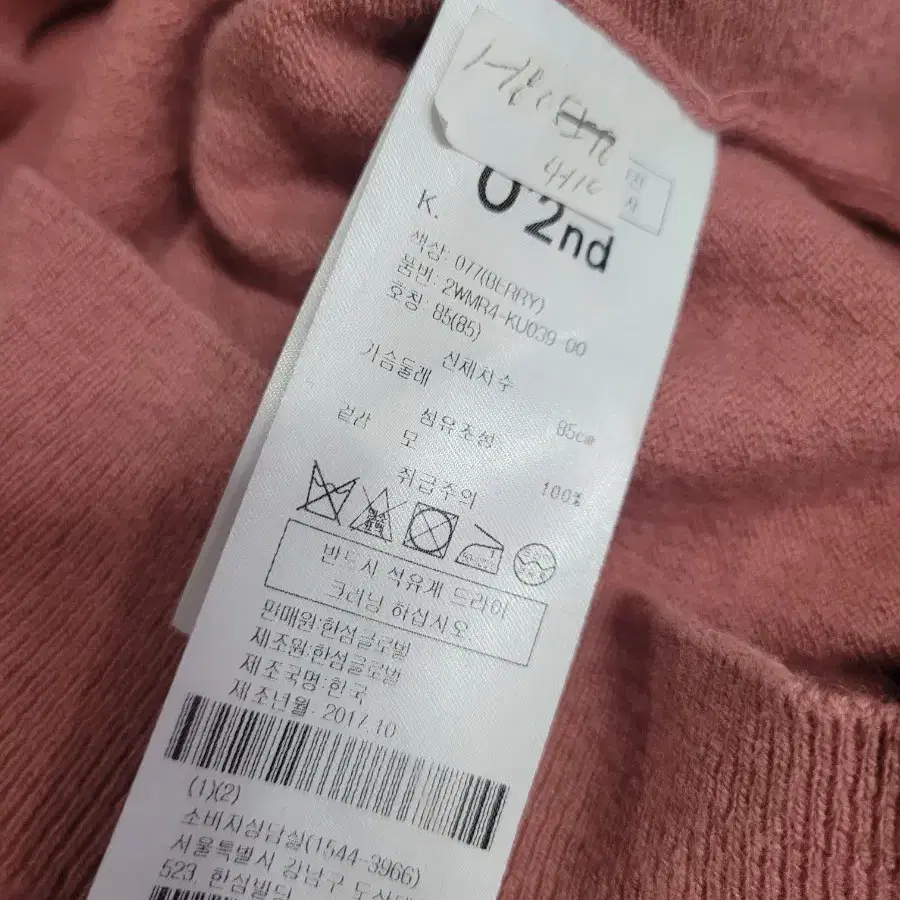 K. O'2nd
색상: 077(BERRY)
품번: 2WMR4-KU039-00
호칭: 85(85)
신체치수
가슴둘레 85cm
섬유조성
겉감 모 100%
취급주의
반드시 석유계 드라이
크리닝 하십시오
판매원:한섬글로벌
제조원:한섬글로벌
제조국명:한국
제조년월: 2017.10
(1)(2)
소비자상담실(1544-3966)
서울특별시 강남구
523, 한섬빌딩